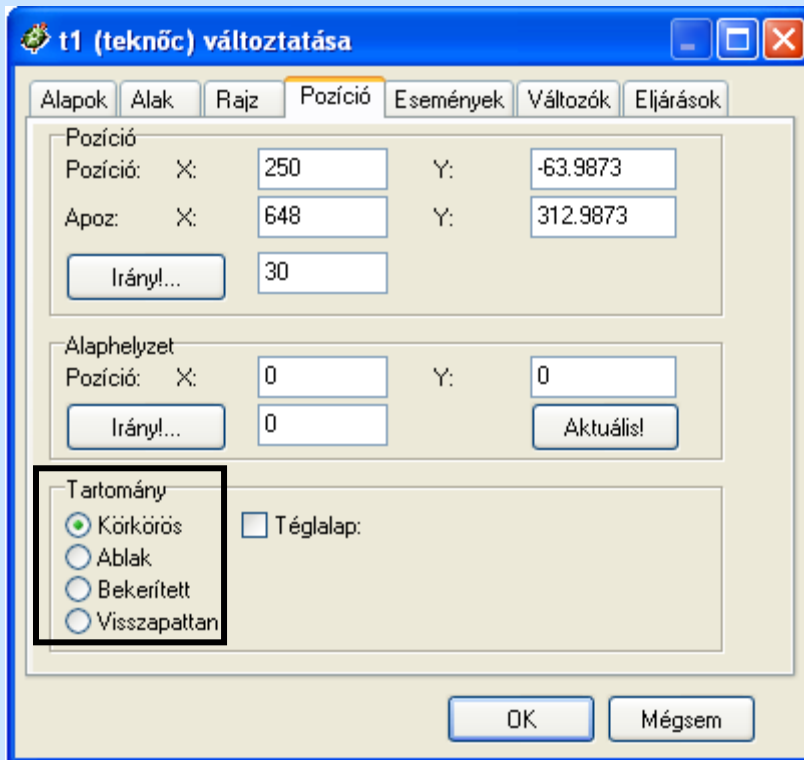 t1 (teknőc) változtatása
Alapok Alak Rajz Pozíció Események Változók Eljárások
Pozíció
Pozíció: X: 250 Y: -63.9873
Apoz: X: 648 Y: 312.9873
Irány!... 30
Alaphelyzet
Pozíció: X: 0 Y: 0
Irány!... 0 Aktuális!
Tartomány
Körkörös Téglalap:
Ablak
Bekerített
Visszapattan
OK Mégsem